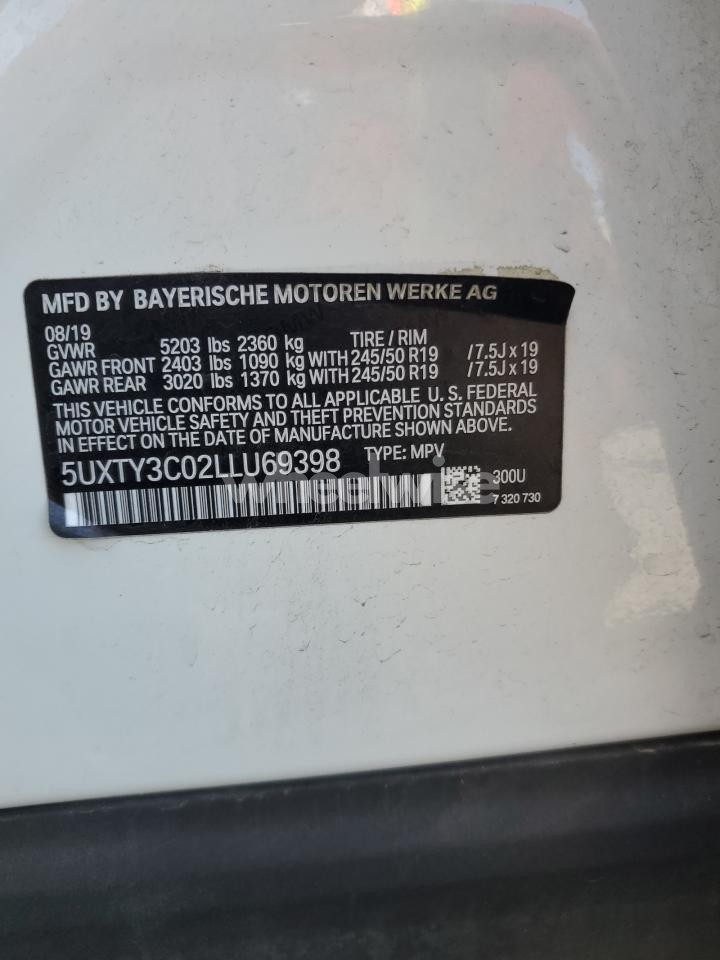 MFD BY BAYERISCHE MOTOREN WERKE AG
08/19 TIRE / RIM
GVWR 5203 lbs 2360 kg
GAWR FRONT 2403 lbs 1090 kg WITH 245/50 R19 / 7.5J x 19
GAWR REAR 3020 lbs 1370 kg WITH 245/50 R19 / 7.5J x 19
THIS VEHICLE CONFORMS TO ALL APPLICABLE U. S. FEDERAL
MOTOR VEHICLE SAFETY AND THEFT PREVENTION STANDARDS
IN EFFECT ON THE DATE OF MANUFACTURE SHOWN ABOVE.
5UXTY3C02LLU69398 TYPE: MPV
300U
7 320 730